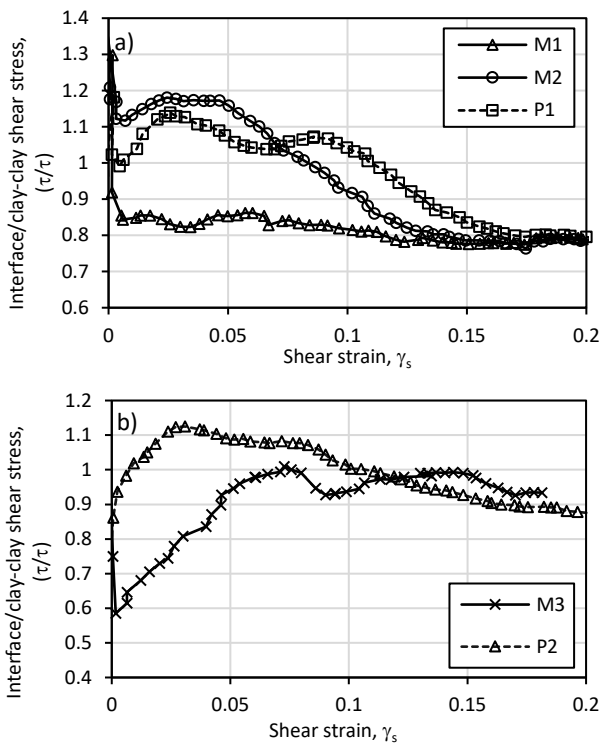 a)
1.4
1.3
1.2
1.1
1
0.9
0.8
0.7
0.6
Interface/clay-clay shear stress,
(τ/τ)
M1
M2
P1
0
0.05
0.1
0.15
0.2
Shear strain, γs
b)
1.2
1.1
1
0.9
0.8
0.7
0.6
0.5
0.4
Interface/clay-clay shear stress,
(τ/τ)
M3
P2
0
0.05
0.1
0.15
0.2
Shear strain, γs